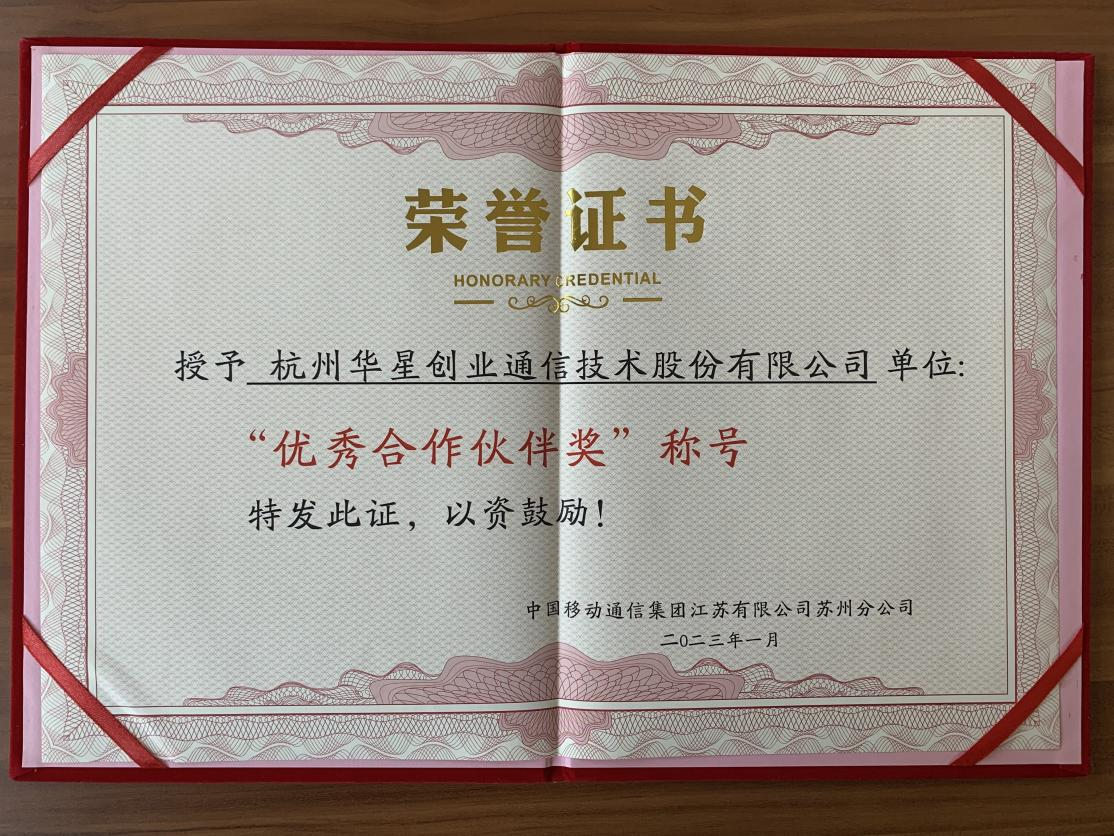 荣誉证书
HONORARY CREDENTIAL
授予 杭州华星创业通信技术股份有限公司 单位:
“优秀合作伙伴奖”称号
特发此证，以资鼓励!
中国移动通信集团江苏有限公司苏州分公司
二〇二三年一月